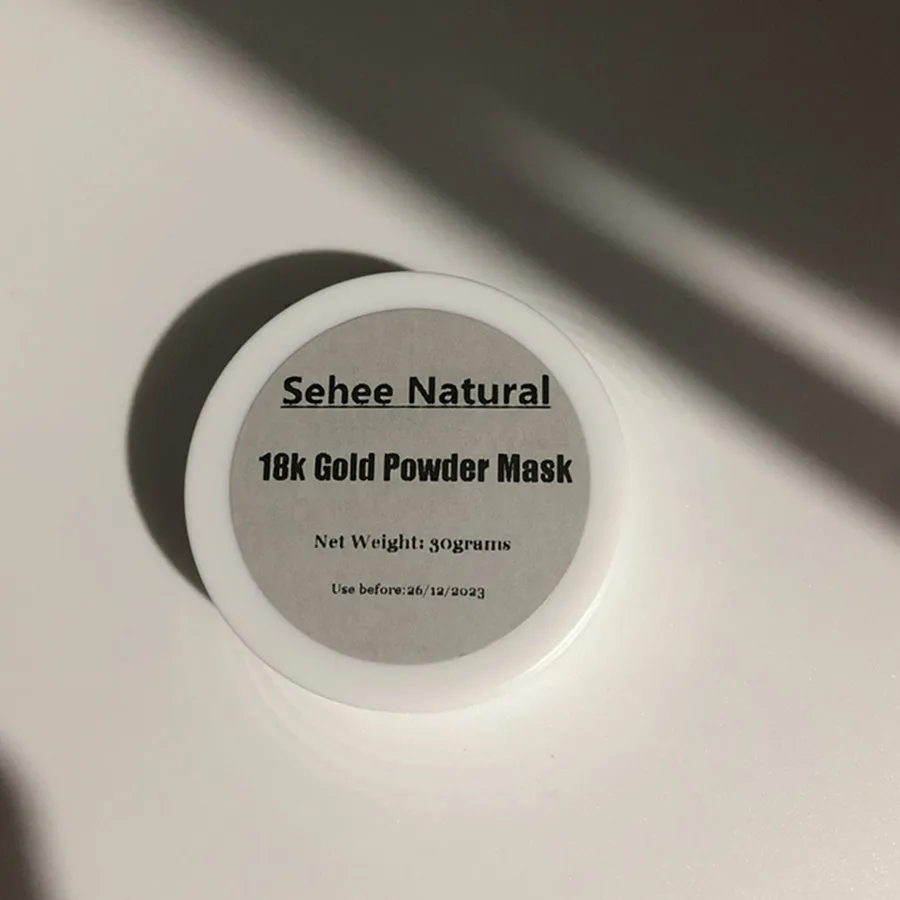 Sehee Natural
18k Gold Powder Mask
Net Weight: 30grams
Use before:26/12/2023